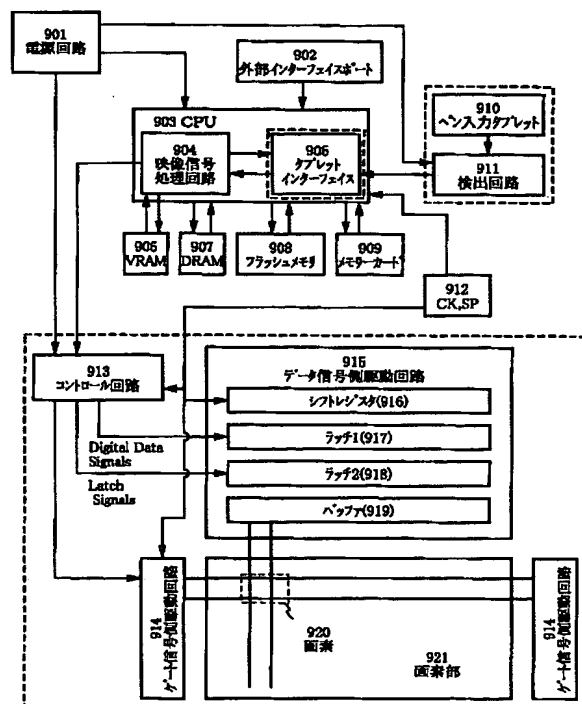 901
電源回路
902
外部インターフェイスポート
903 CPU
904
映像信号
処理回路
905
タブレット
インターフェイス
910
ペン入力タブレット
911
検出回路
906
VRAM
907
DRAM
908
フラッシュメモリ
909
メモリーカード
912
CK,SP
913
コントロール回路
915
データ信号側駆動回路
シフトレジスタ(916)
ラッチ1(917)
ラッチ2(918)
バッファ(919)
Digital Data
Signals
Latch
Signals
914
ゲート信号側駆動回路
920
画素
921
画素部
914
ゲート信号側駆動回路